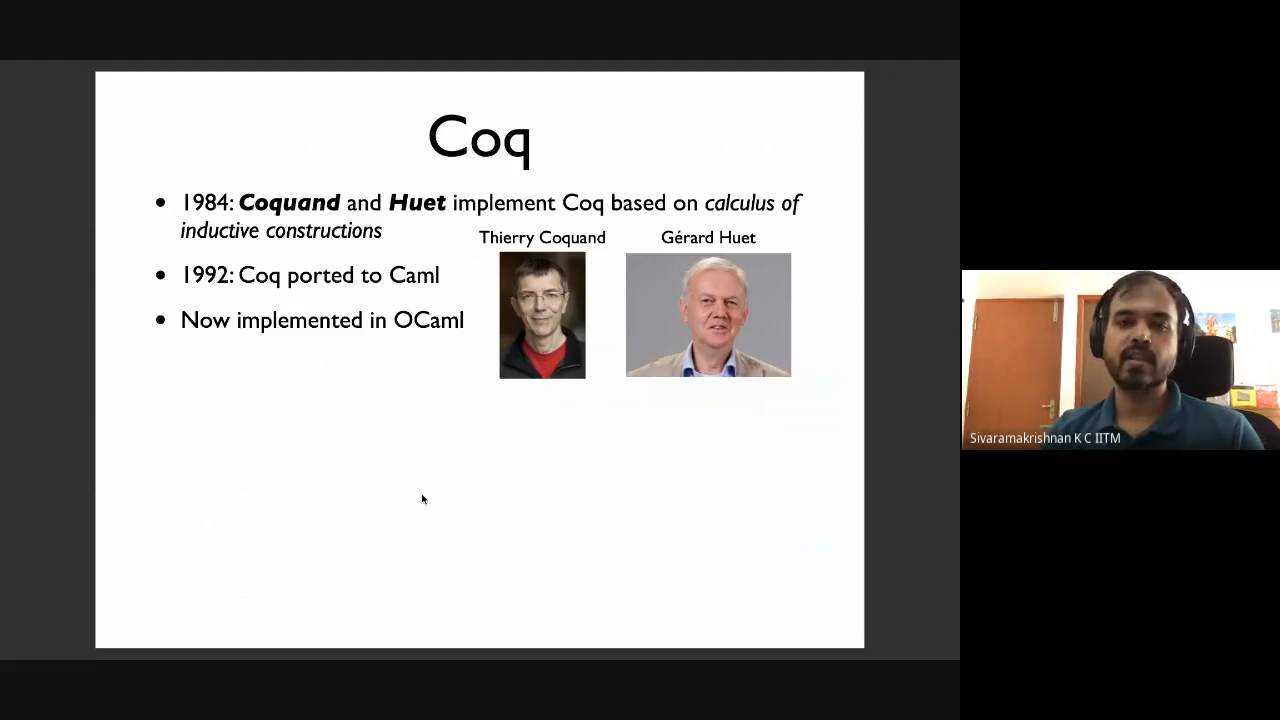 Coq
• 1984: Coquand and Huet implement Coq based on calculus of
inductive constructions
Thierry Coquand
Gérard Huet
• 1992: Coq ported to Caml
• Now implemented in OCaml
Sivaramakrishnan K C IITM